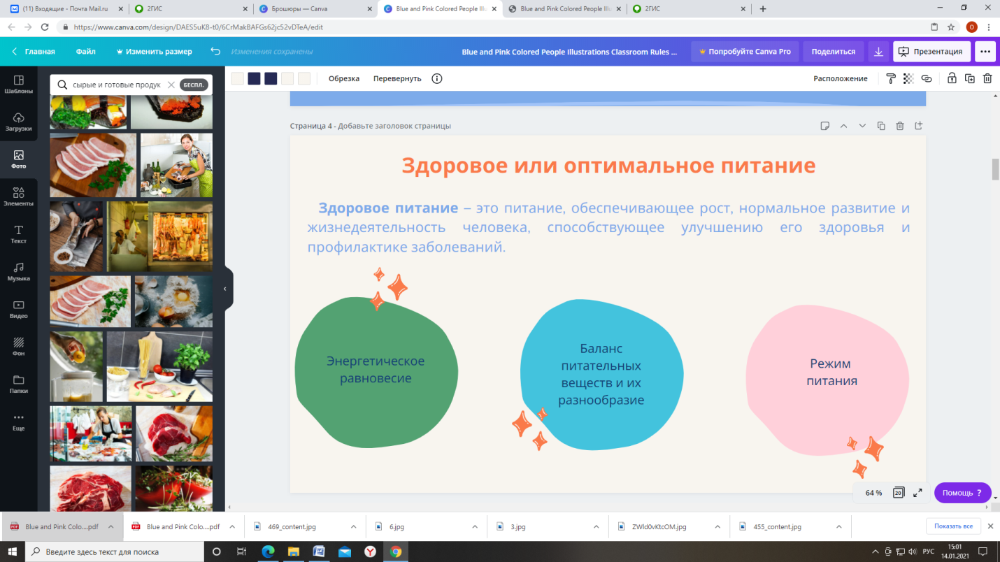 (11) Входящие - Почта Mail.ru
2ГИС
Брошюры — Canva
Blue and Pink Colored People Illu
Blue and Pink Colored People Illu
2ГИС
https://www.canva.com/design/DAES5uK8-t0/6CrMakBAFGs62jc52vDTeA/edit
О
Главная
Файл
Изменить размер
Изменения сохранены
Blue and Pink Colored People Illustrations Classroom Rules ...
Попробуйте Canva Pro
Поделиться
Презентация
Шаблоны
Загрузки
Фото
Элементы
Текст
Музыка
Видео
Фон
Папки
Еще
сырые и готовые продук
БЕСПЛ.
Обрезка
Перевернуть
Расположение
Страница 4 - Добавьте заголовок страницы
Здоровое или оптимальное питание
Здоровое питание – это питание, обеспечивающее рост, нормальное развитие и
жизнедеятельность человека, способствующее улучшению его здоровья и
профилактике заболеваний.
Энергетическое
равновесие
Баланс
питательных
веществ и их
разнообразие
Режим
питания
64 %
20
Помощь ?
Blue and Pink Colo....pdf
Blue and Pink Colo....pdf
469_content.jpg
6.jpg
3.jpg
ZWld0vKtcOM.jpg
455_content.jpg
Показать все
Введите здесь текст для поиска
РУС
15:01
14.01.2021